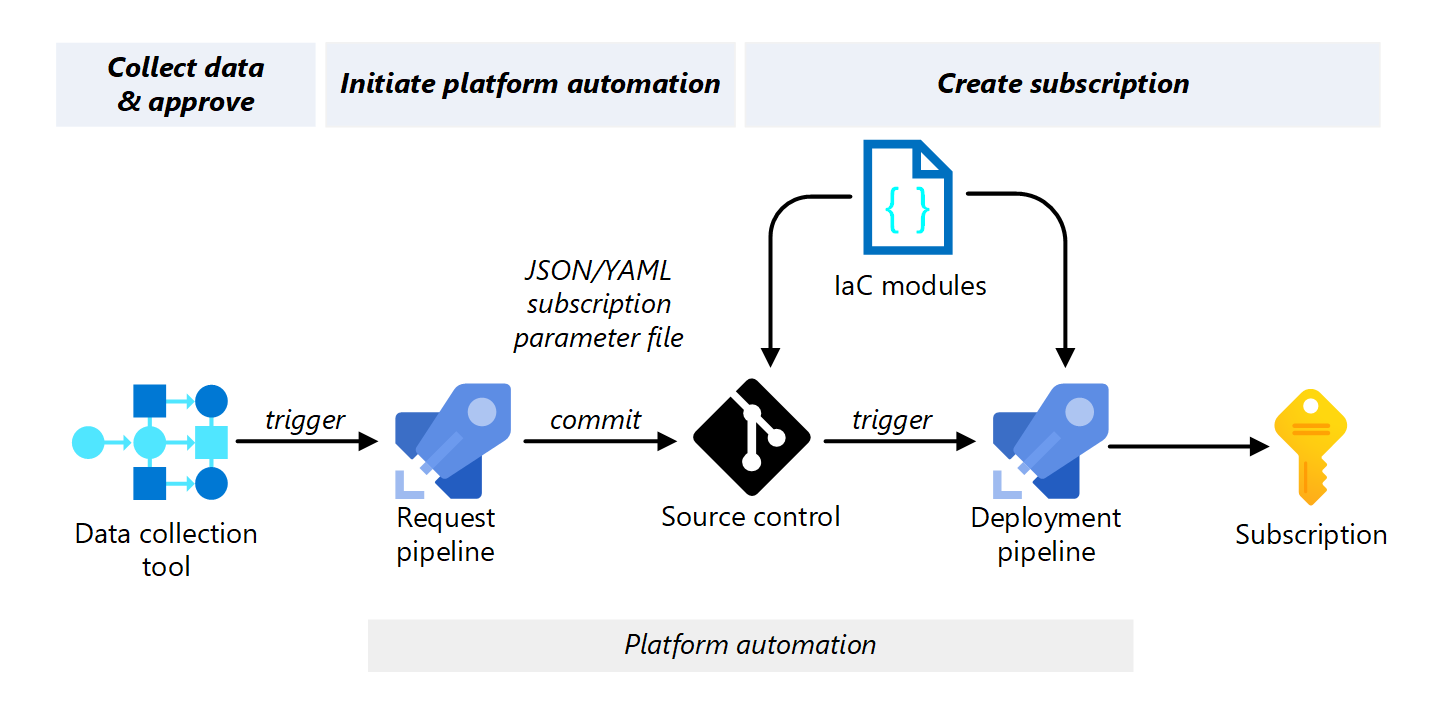 Collect data
& approve
Initiate platform automation
Create subscription
{ }
IaC modules
JSON/YAML
subscription
parameter file
trigger
commit
trigger
Data collection
tool
Request
pipeline
Source control
Deployment
pipeline
Subscription
Platform automation